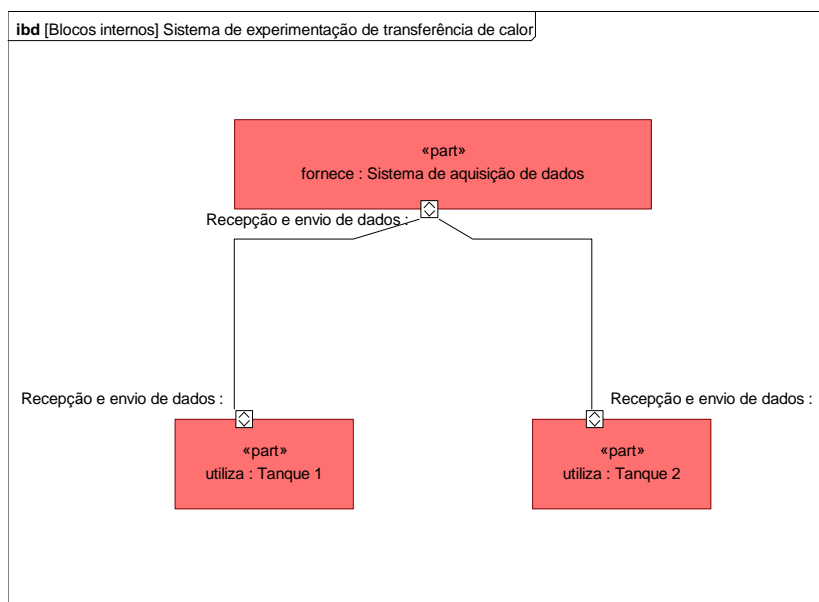 ibd [Blocos internos] Sistema de experimentação de transferência de calor
«part»
fornece : Sistema de aquisição de dados
Recepção e envio de dados :
Recepção e envio de dados :
Recepção e envio de dados :
«part»
utiliza : Tanque 1
«part»
utiliza : Tanque 2